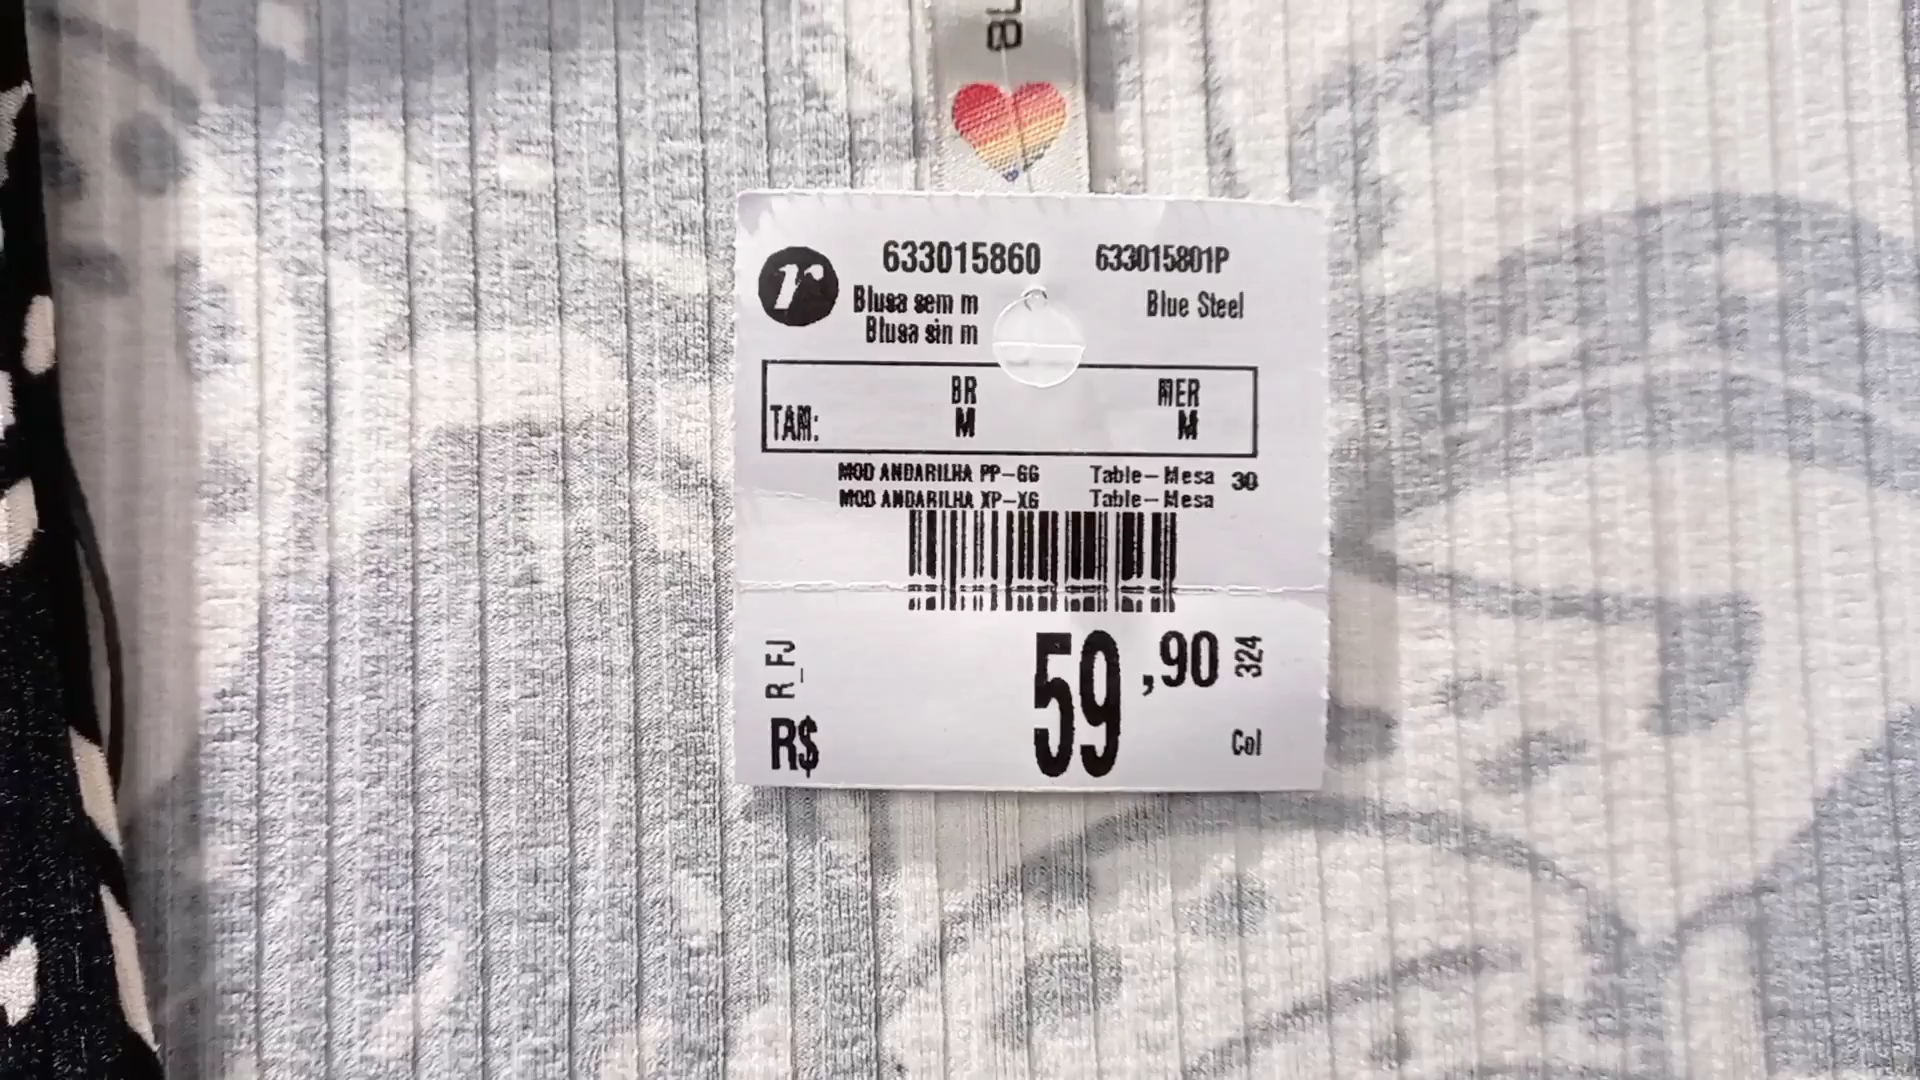 BL
r
633015860 633015801P
Blusa sem m Blue Steel
Blusa sin m
BR MER
TAM: M M
MOD ANDARILHA PP-GG Table-Mesa 30
MOD ANDARILHA XP-XG Table-Mesa
R_FJ
R$ 59,90
324
Col